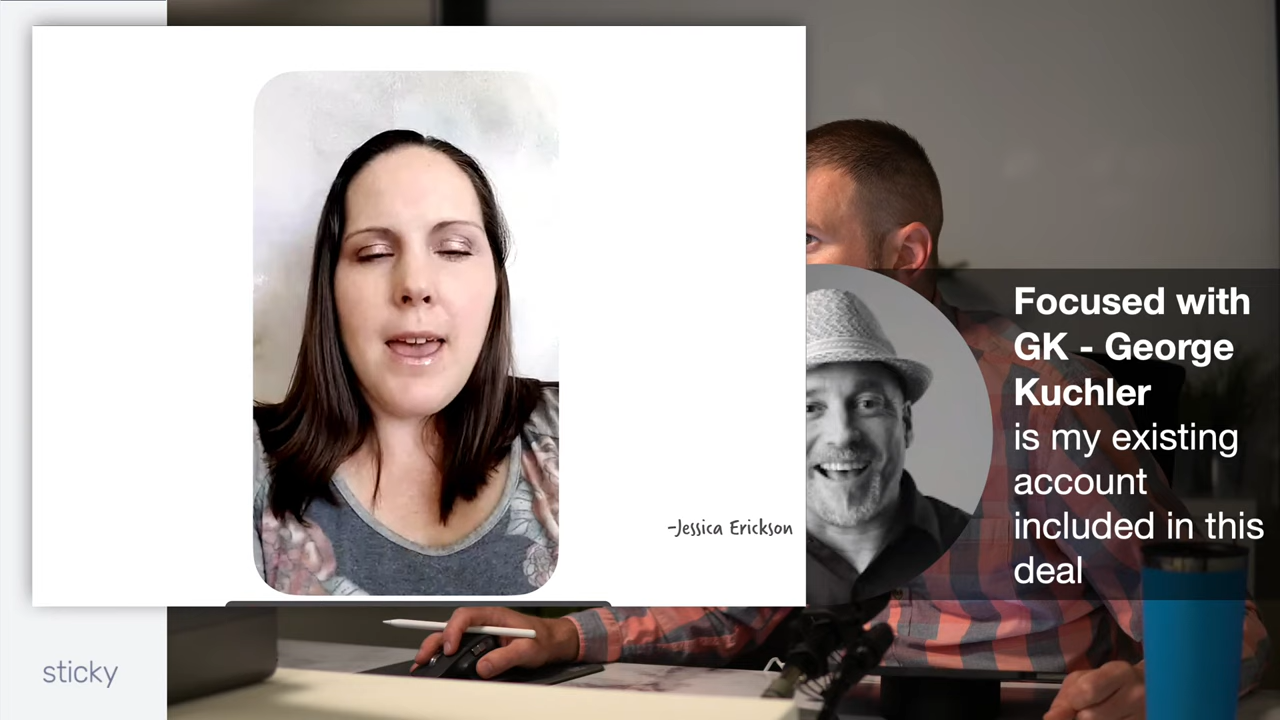 -Jessica Erickson
Focused with
GK - George
Kuchler
is my existing
account
included in this
deal
sticky